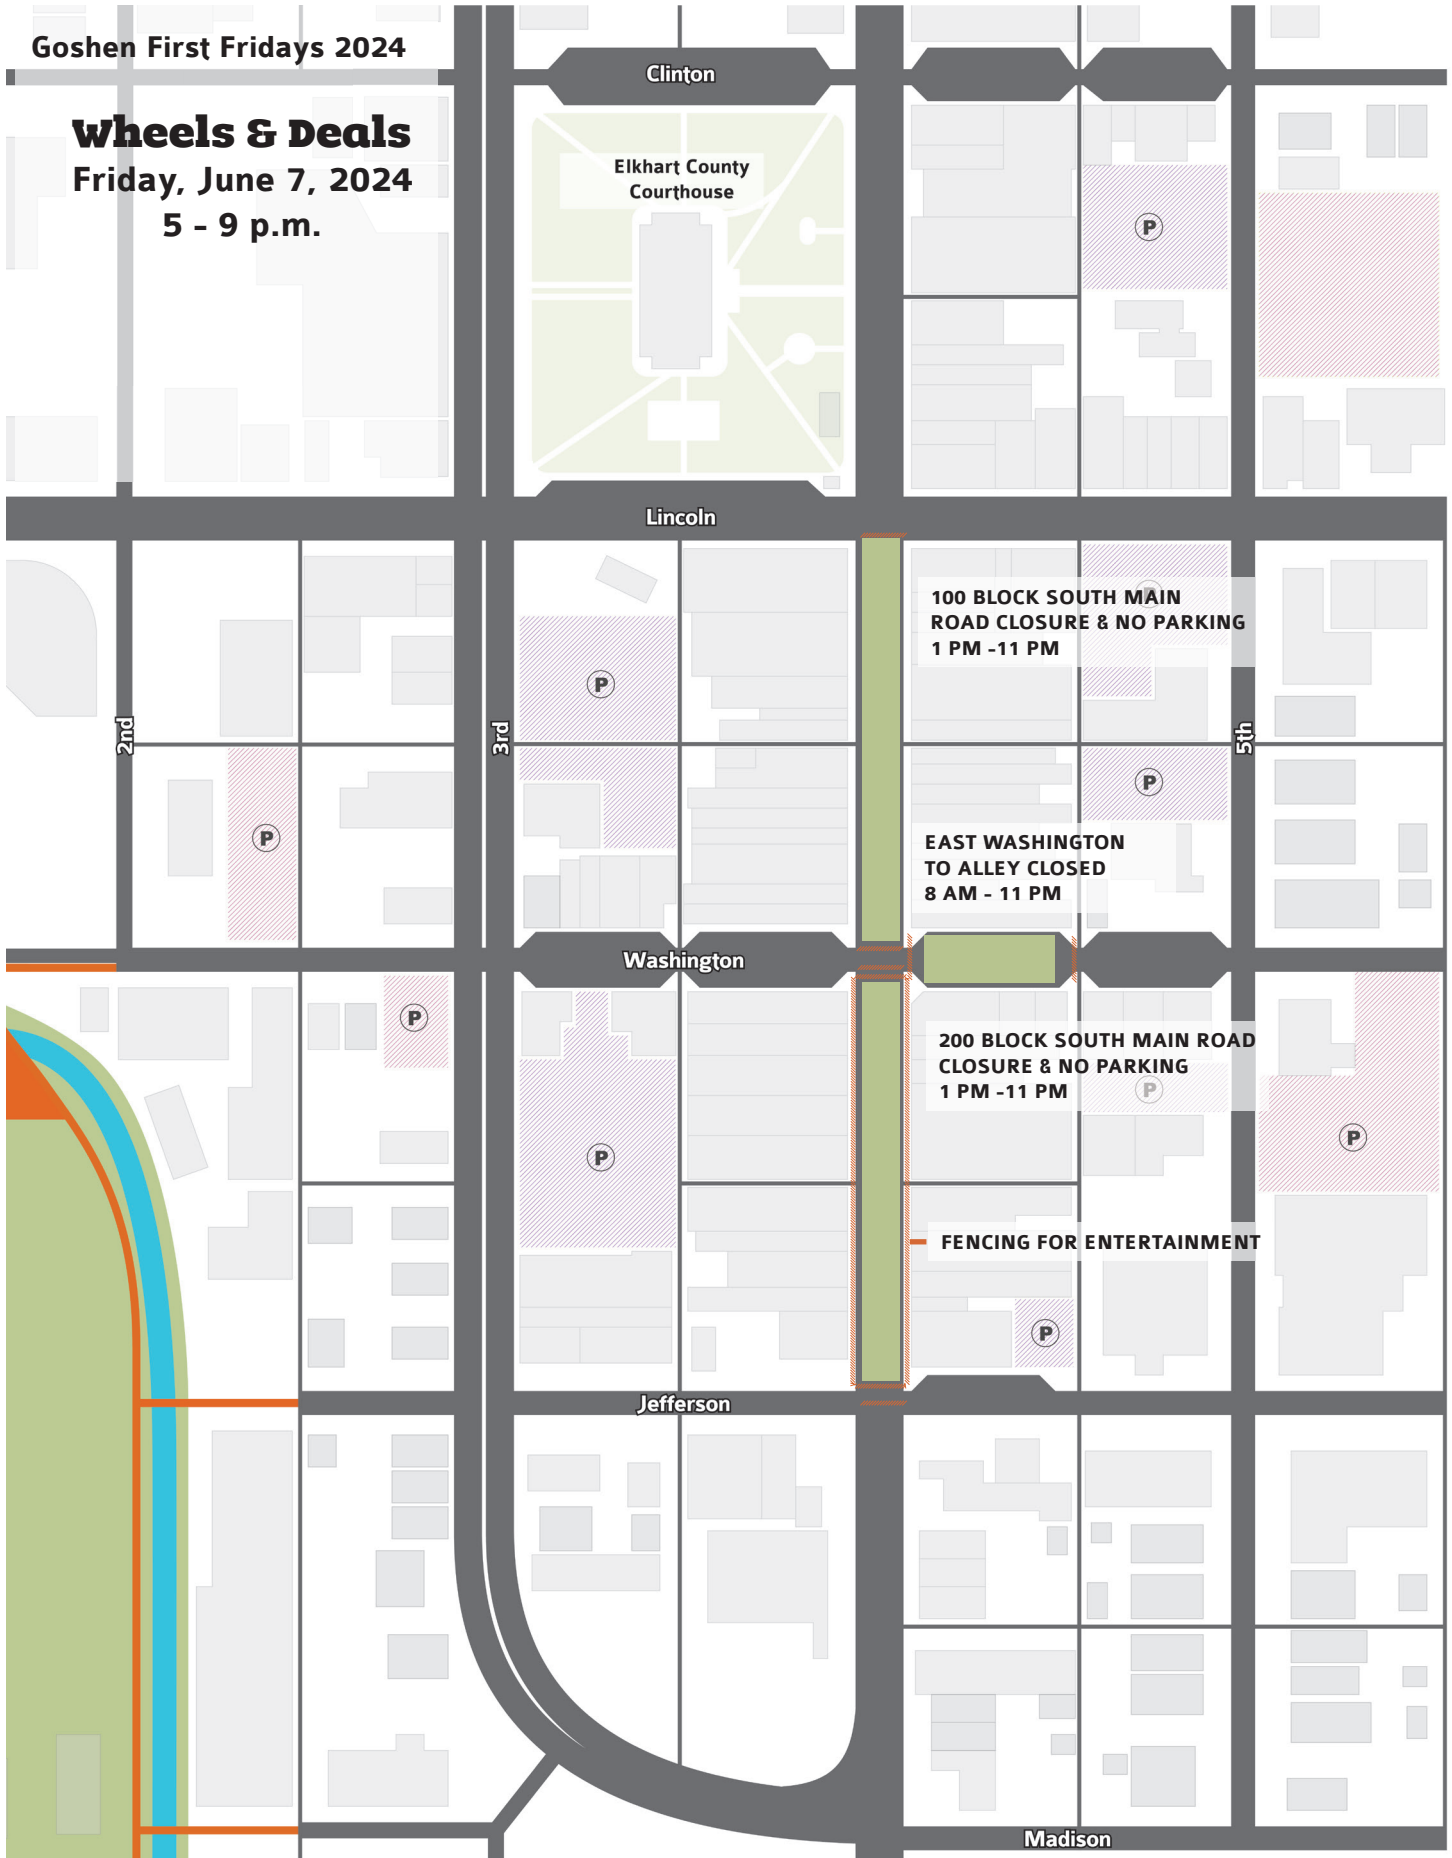 Goshen First Fridays 2024
Wheels & Deals
Friday, June 7, 2024
5 - 9 p.m.
Clinton
Elkhart County
Courthouse
P
Lincoln
P
100 BLOCK SOUTH MAIN
ROAD CLOSURE & NO PARKING
1 PM -11 PM
P
2nd
3rd
5th
P
P
EAST WASHINGTON
TO ALLEY CLOSED
8 AM - 11 PM
Washington
P
200 BLOCK SOUTH MAIN ROAD
CLOSURE & NO PARKING
1 PM -11 PM
P
P
P
FENCING FOR ENTERTAINMENT
P
Jefferson
Madison